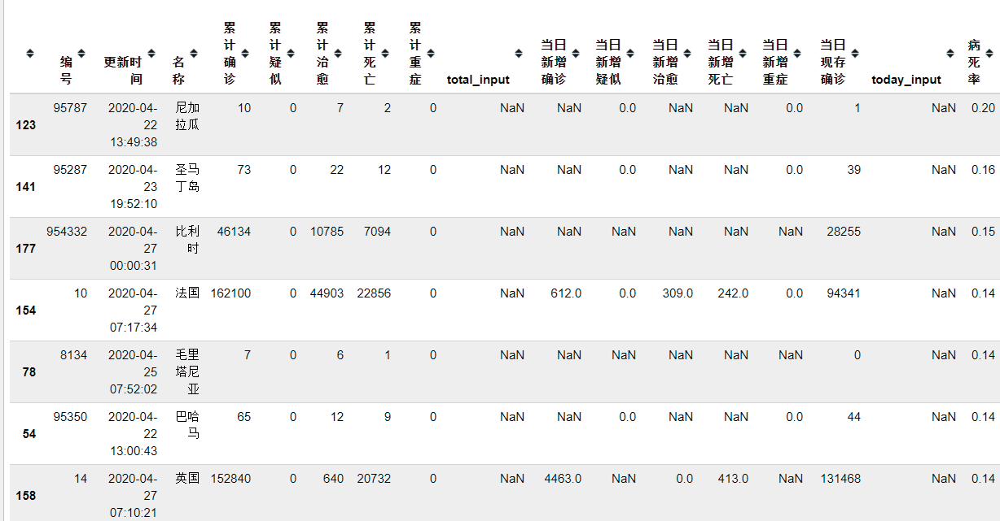 编号 更新时间 名称 累计确诊 累计疑似 累计治愈 累计死亡 累计重症 total_input 当日新增确诊 当日新增疑似 当日新增治愈 当日新增死亡 当日新增重症 当日现存确诊 today_input 病死率
123 95787 2020-04-22 13:49:38 尼加拉瓜 10 0 7 2 0 NaN NaN 0.0 NaN NaN 0.0 1 NaN 0.20
141 95287 2020-04-23 19:52:10 圣马丁岛 73 0 22 12 0 NaN NaN 0.0 NaN NaN 0.0 39 NaN 0.16
177 954332 2020-04-27 00:00:31 比利时 46134 0 10785 7094 0 NaN NaN NaN NaN NaN NaN 28255 NaN 0.15
154 10 2020-04-27 07:17:34 法国 162100 0 44903 22856 0 NaN 612.0 0.0 309.0 242.0 0.0 94341 NaN 0.14
78 8134 2020-04-25 07:52:02 毛里塔尼亚 7 0 6 1 0 NaN NaN NaN NaN NaN NaN 0 NaN 0.14
54 95350 2020-04-22 13:00:43 巴哈马 65 0 12 9 0 NaN NaN 0.0 NaN NaN 0.0 44 NaN 0.14
158 14 2020-04-27 07:10:21 英国 152840 0 640 20732 0 NaN 4463.0 NaN 0.0 413.0 NaN 131468 NaN 0.14